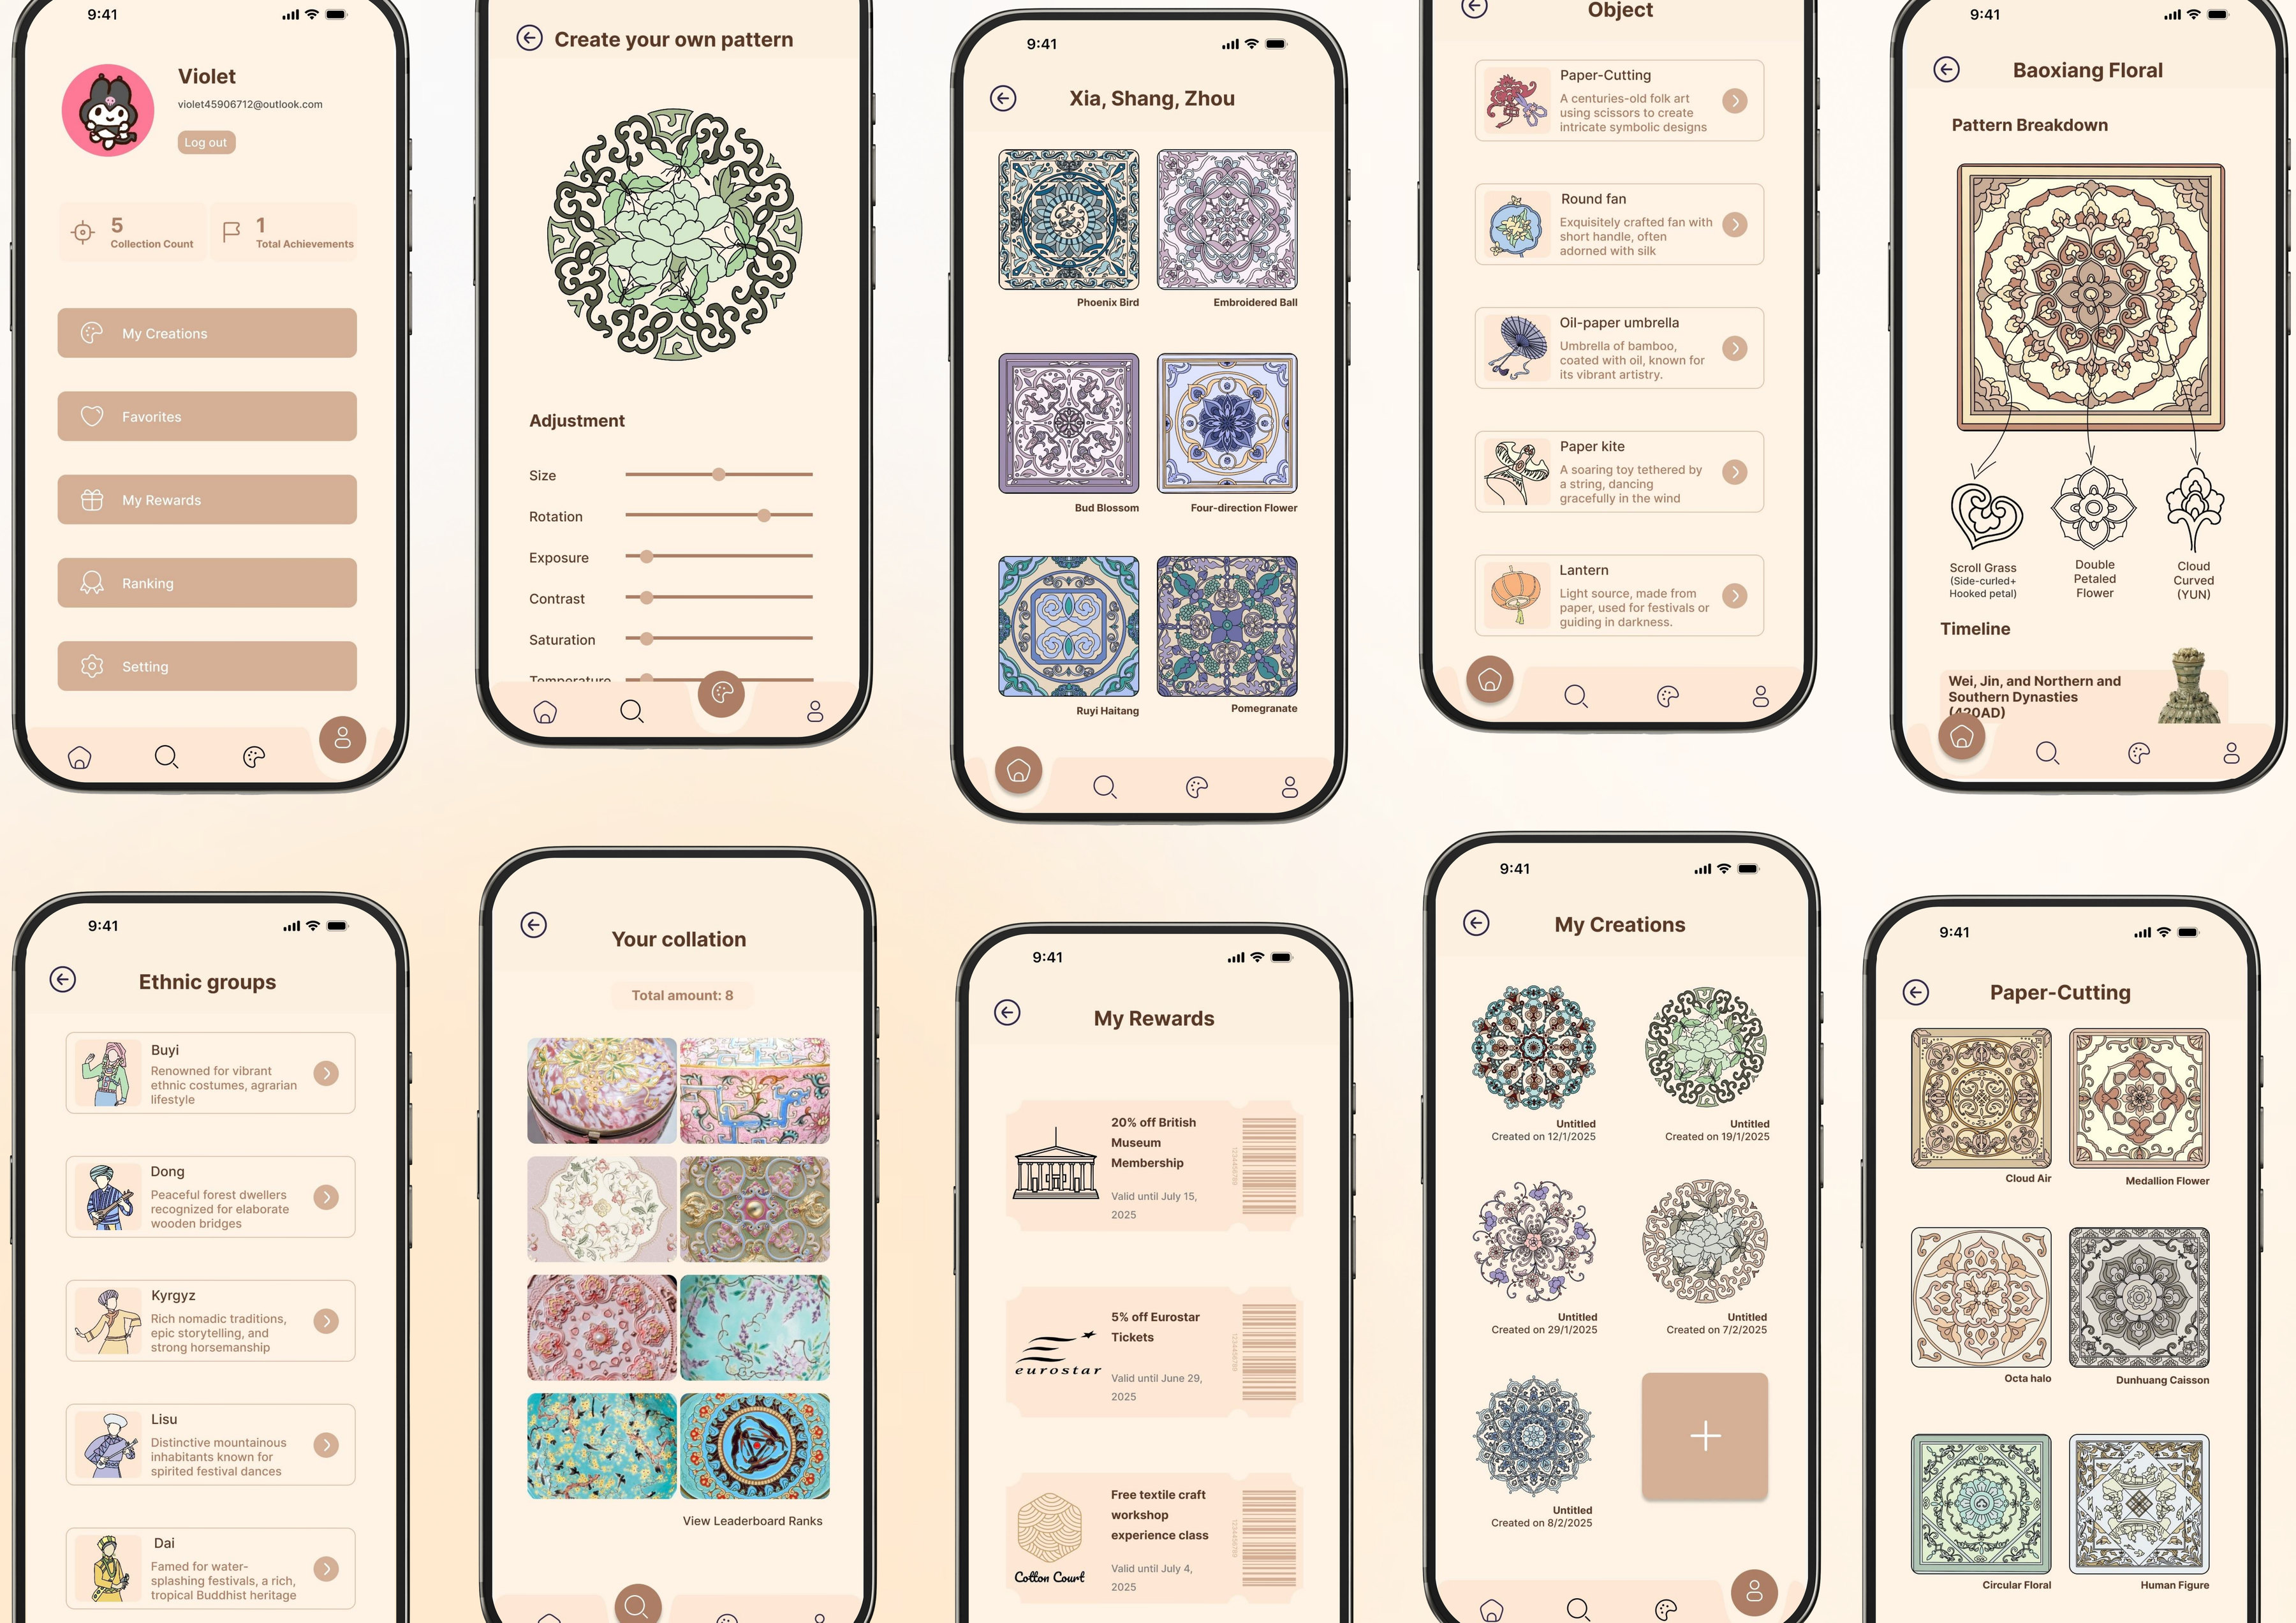 9:41
Violet
violet45906712@outlook.com
Log out
5
Collection Count
1
Total Achievements
My Creations
Favorites
My Rewards
Ranking
Setting
Create your own pattern
Adjustment
Size
Rotation
Exposure
Contrast
Saturation
Temperature
9:41
Xia, Shang, Zhou
Phoenix Bird
Embroidered Ball
Bud Blossom
Four-direction Flower
Ruyi Haitang
Pomegranate
Object
Paper-Cutting
A centuries-old folk art
using scissors to create
intricate symbolic designs
Round fan
Exquisitely crafted fan with
short handle, often
adorned with silk
Oil-paper umbrella
Umbrella of bamboo,
coated with oil, known for
its vibrant artistry.
Paper kite
A soaring toy tethered by
a string, dancing
gracefully in the wind
Lantern
Light source, made from
paper, used for festivals or
guiding in darkness.
9:41
Baoxiang Floral
Pattern Breakdown
Scroll Grass
(Side-curled+
Hooked petal)
Double
Petaled
Flower
Cloud
Curved
(YUN)
Timeline
Wei, Jin, and Northern and
Southern Dynasties
(420AD)
9:41
Ethnic groups
Buyi
Renowned for vibrant
ethnic costumes, agrarian
lifestyle
Dong
Peaceful forest dwellers
recognized for elaborate
wooden bridges
Kyrgyz
Rich nomadic traditions,
epic storytelling, and
strong horsemanship
Lisu
Distinctive mountainous
inhabitants known for
spirited festival dances
Dai
Famed for water-
splashing festivals, a rich,
tropical Buddhist heritage
Your collation
Total amount: 8
View Leaderboard Ranks
9:41
My Rewards
20% off British
Museum
Membership
Valid until July 15,
2025
eurostar
5% off Eurostar
Tickets
Valid until June 29,
2025
Cotton Court
Free textile craft
workshop
experience class
Valid until July 4,
2025
9:41
My Creations
Untitled
Created on 12/1/2025
Untitled
Created on 19/1/2025
Untitled
Created on 29/1/2025
Untitled
Created on 7/2/2025
Untitled
Created on 8/2/2025
9:41
Paper-Cutting
Cloud Air
Medallion Flower
Octa halo
Dunhuang Caisson
Circular Floral
Human Figure